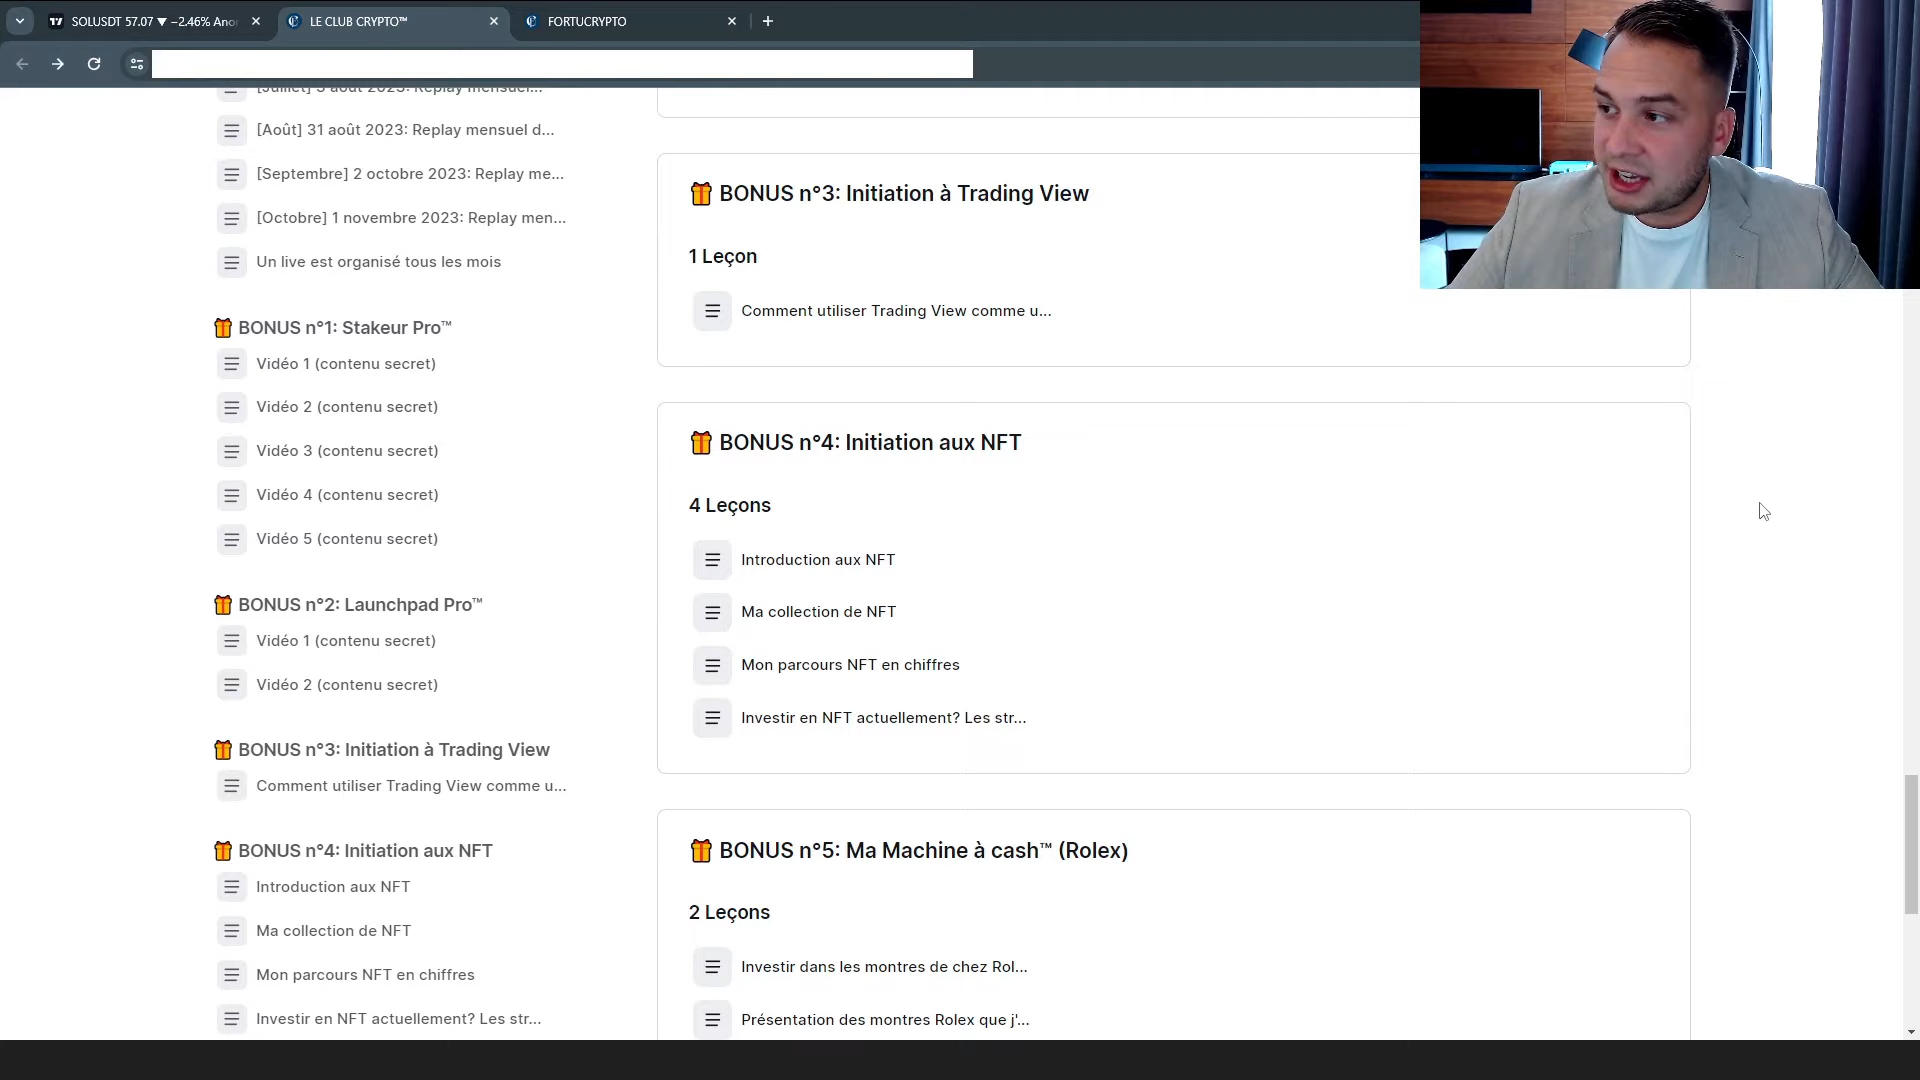 SOLUSDT 57.07 ▼ −2.46% Ano
LE CLUB CRYPTO™
FORTUCRYPTO
[Juillet] 3 août 2023: Replay mensuel...
[Août] 31 août 2023: Replay mensuel d...
[Septembre] 2 octobre 2023: Replay me...
[Octobre] 1 novembre 2023: Replay men...
Un live est organisé tous les mois
BONUS n°1: Stakeur Pro™
Vidéo 1 (contenu secret)
Vidéo 2 (contenu secret)
Vidéo 3 (contenu secret)
Vidéo 4 (contenu secret)
Vidéo 5 (contenu secret)
BONUS n°2: Launchpad Pro™
Vidéo 1 (contenu secret)
Vidéo 2 (contenu secret)
BONUS n°3: Initiation à Trading View
Comment utiliser Trading View comme u...
BONUS n°4: Initiation aux NFT
Introduction aux NFT
Ma collection de NFT
Mon parcours NFT en chiffres
Investir en NFT actuellement? Les str...
BONUS n°3: Initiation à Trading View
1 Leçon
Comment utiliser Trading View comme u...
BONUS n°4: Initiation aux NFT
4 Leçons
Introduction aux NFT
Ma collection de NFT
Mon parcours NFT en chiffres
Investir en NFT actuellement? Les str...
BONUS n°5: Ma Machine à cash™ (Rolex)
2 Leçons
Investir dans les montres de chez Rol...
Présentation des montres Rolex que j'...